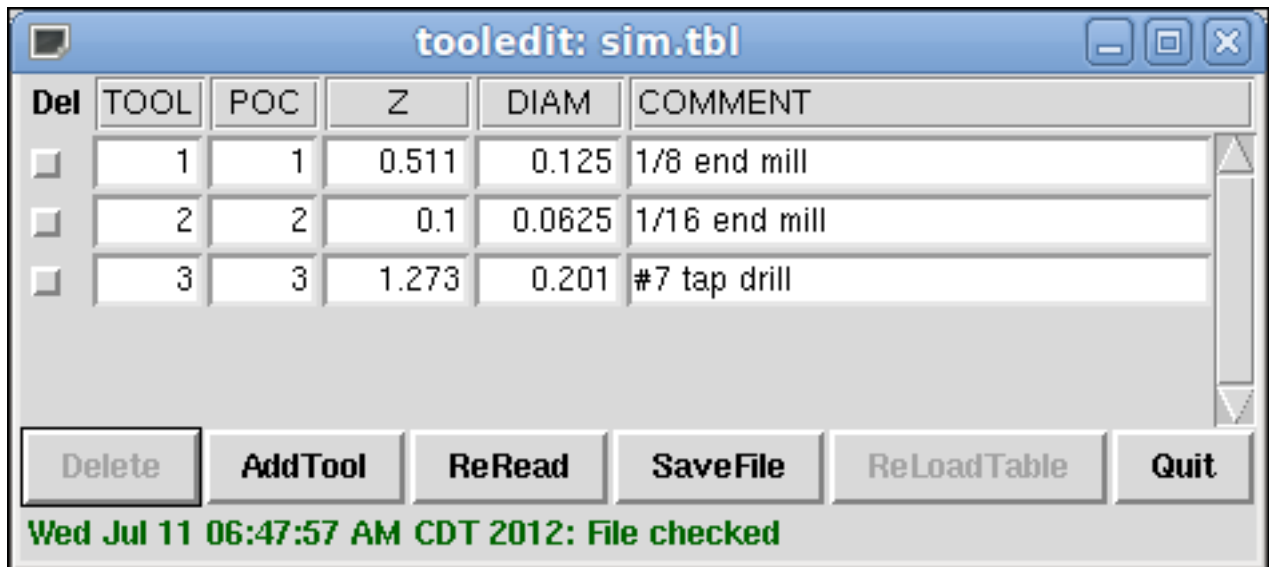 tooledit: sim.tbl
Del TOOL POC Z DIAM COMMENT
1 1 0.511 0.125 1/8 end mill
2 2 0.1 0.0625 1/16 end mill
3 3 1.273 0.201 #7 tap drill
Delete AddTool ReRead SaveFile ReLoadTable Quit
Wed Jul 11 06:47:57 AM CDT 2012: File checked